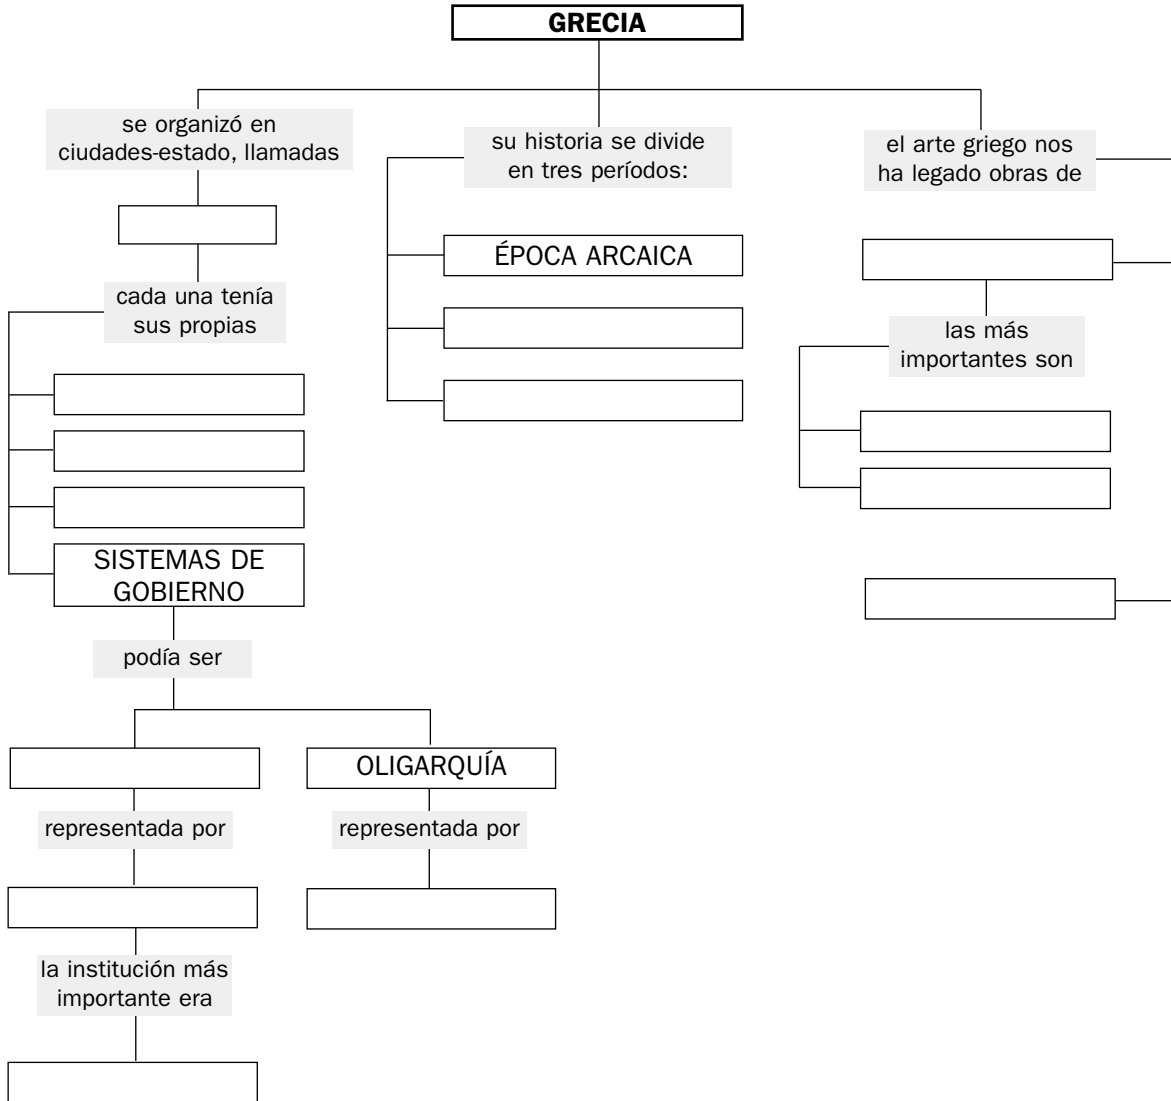 GRECIA
se organizó en
ciudades-estado, llamadas
cada una tenía
sus propias
SISTEMAS DE
GOBIERNO
podía ser
representada por
la institución más
importante era
OLIGARQUÍA
representada por
su historia se divide
en tres períodos:
ÉPOCA ARCAICA
el arte griego nos
ha legado obras de
las más
importantes son